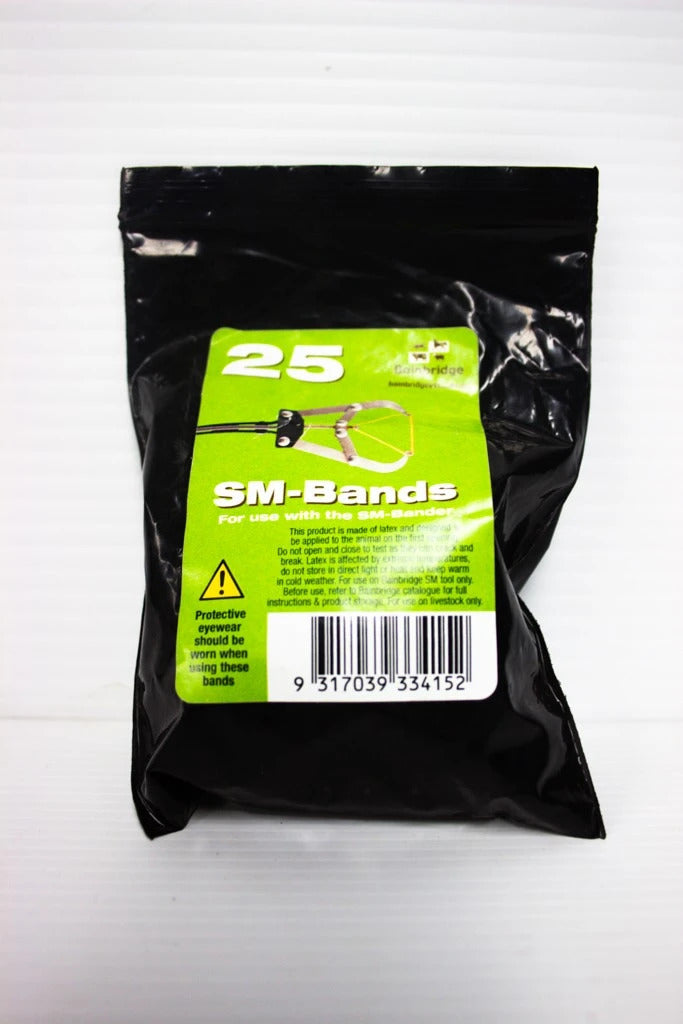 25
Bainbridge
SM-Bands
For use with the SM-Bander
This product is made of latex and designed
be applied to the animal on the first
Do not open and close to test as they can crack and
break. Latex is affected by extreme temperatures,
do not store in direct light or heat and keep warm
in cold weather. For use on Bainbridge SM tool only.
Before use, refer to Bainbridge catalogue for full
instructions & product storage. For use on livestock only.
Protective
eyewear
should be
worn when
using these
bands
9 317039 334152